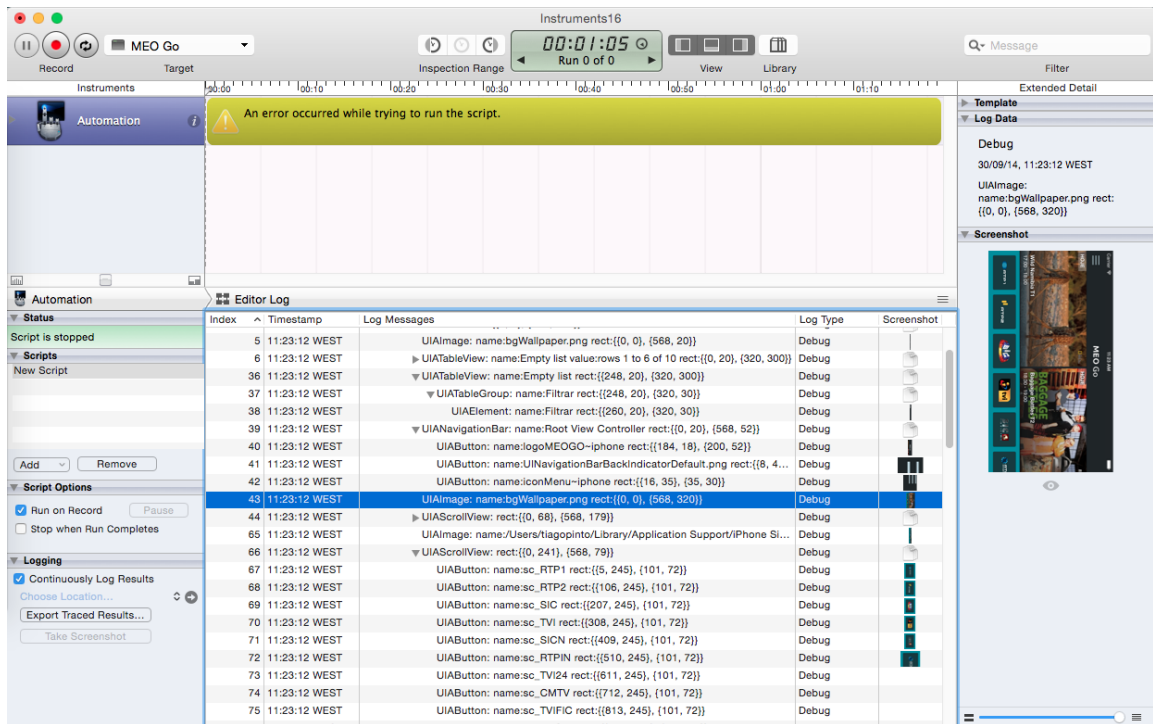 Instruments16
MEO Go
00:01:05
Run 0 of 0
Message
Record
Target
Inspection Range
View
Library
Filter
Instruments
00:00 00:10 00:20 00:30 00:40 00:50 01:00 01:10
Extended Detail
Automation
An error occurred while trying to run the script.
Template
Log Data
Debug
30/09/14, 11:23:12 WEST
UIAImage:
name:bgWallpaper.png rect:
{{0, 0}, {568, 320}}
Screenshot
MEO Go
BAGGAGE
Automation
Editor Log
Status
Script is stopped
Scripts
New Script
Add
Remove
Script Options
Run on Record
Pause
Stop when Run Completes
Logging
Continuously Log Results
Choose Location...
Export Traced Results...
Take Screenshot
Index Timestamp Log Messages Log Type Screenshot
5 11:23:12 WEST UIAImage: name:bgWallpaper.png rect:{{0, 0}, {568, 20}} Debug
6 11:23:12 WEST UIATableView: name:Empty list value:rows 1 to 6 of 10 rect:{{0, 20}, {320, 300}} Debug
36 11:23:12 WEST UIATableView: name:Empty list rect:{{248, 20}, {320, 300}} Debug
37 11:23:12 WEST UIATableGroup: name:Filtrar rect:{{248, 20}, {320, 30}} Debug
38 11:23:12 WEST UIAElement: name:Filtrar rect:{{260, 20}, {320, 30}} Debug
39 11:23:12 WEST UIANavigationBar: name:Root View Controller rect:{{0, 20}, {568, 52}} Debug
40 11:23:12 WEST UIAButton: name:logoMEOGO~iphone rect:{{184, 18}, {200, 52}} Debug
41 11:23:12 WEST UIAButton: name:UINavigationBarBackIndicatorDefault.png rect:{{8, 4... Debug
42 11:23:12 WEST UIAButton: name:iconMenu~iphone rect:{{16, 35}, {35, 30}} Debug
43 11:23:12 WEST UIAImage: name:bgWallpaper.png rect:{{0, 0}, {568, 320}} Debug
44 11:23:12 WEST UIAScrollView: rect:{{0, 68}, {568, 179}} Debug
65 11:23:12 WEST UIAImage: name:/Users/tiagopinto/Library/Application Support/iPhone Si... Debug
66 11:23:12 WEST UIAScrollView: rect:{{0, 241}, {568, 79}} Debug
67 11:23:12 WEST UIAButton: name:sc_RTP1 rect:{{5, 245}, {101, 72}} Debug
68 11:23:12 WEST UIAButton: name:sc_RTP2 rect:{{106, 245}, {101, 72}} Debug
69 11:23:12 WEST UIAButton: name:sc_SIC rect:{{207, 245}, {101, 72}} Debug
70 11:23:12 WEST UIAButton: name:sc_TVI rect:{{308, 245}, {101, 72}} Debug
71 11:23:12 WEST UIAButton: name:sc_SICN rect:{{409, 245}, {101, 72}} Debug
72 11:23:12 WEST UIAButton: name:sc_RTPIN rect:{{510, 245}, {101, 72}} Debug
73 11:23:12 WEST UIAButton: name:sc_TVI24 rect:{{611, 245}, {101, 72}} Debug
74 11:23:12 WEST UIAButton: name:sc_CMTV rect:{{712, 245}, {101, 72}} Debug
75 11:23:12 WEST UIAButton: name:sc_TVIFIC rect:{{813, 245}, {101, 72}} Debug